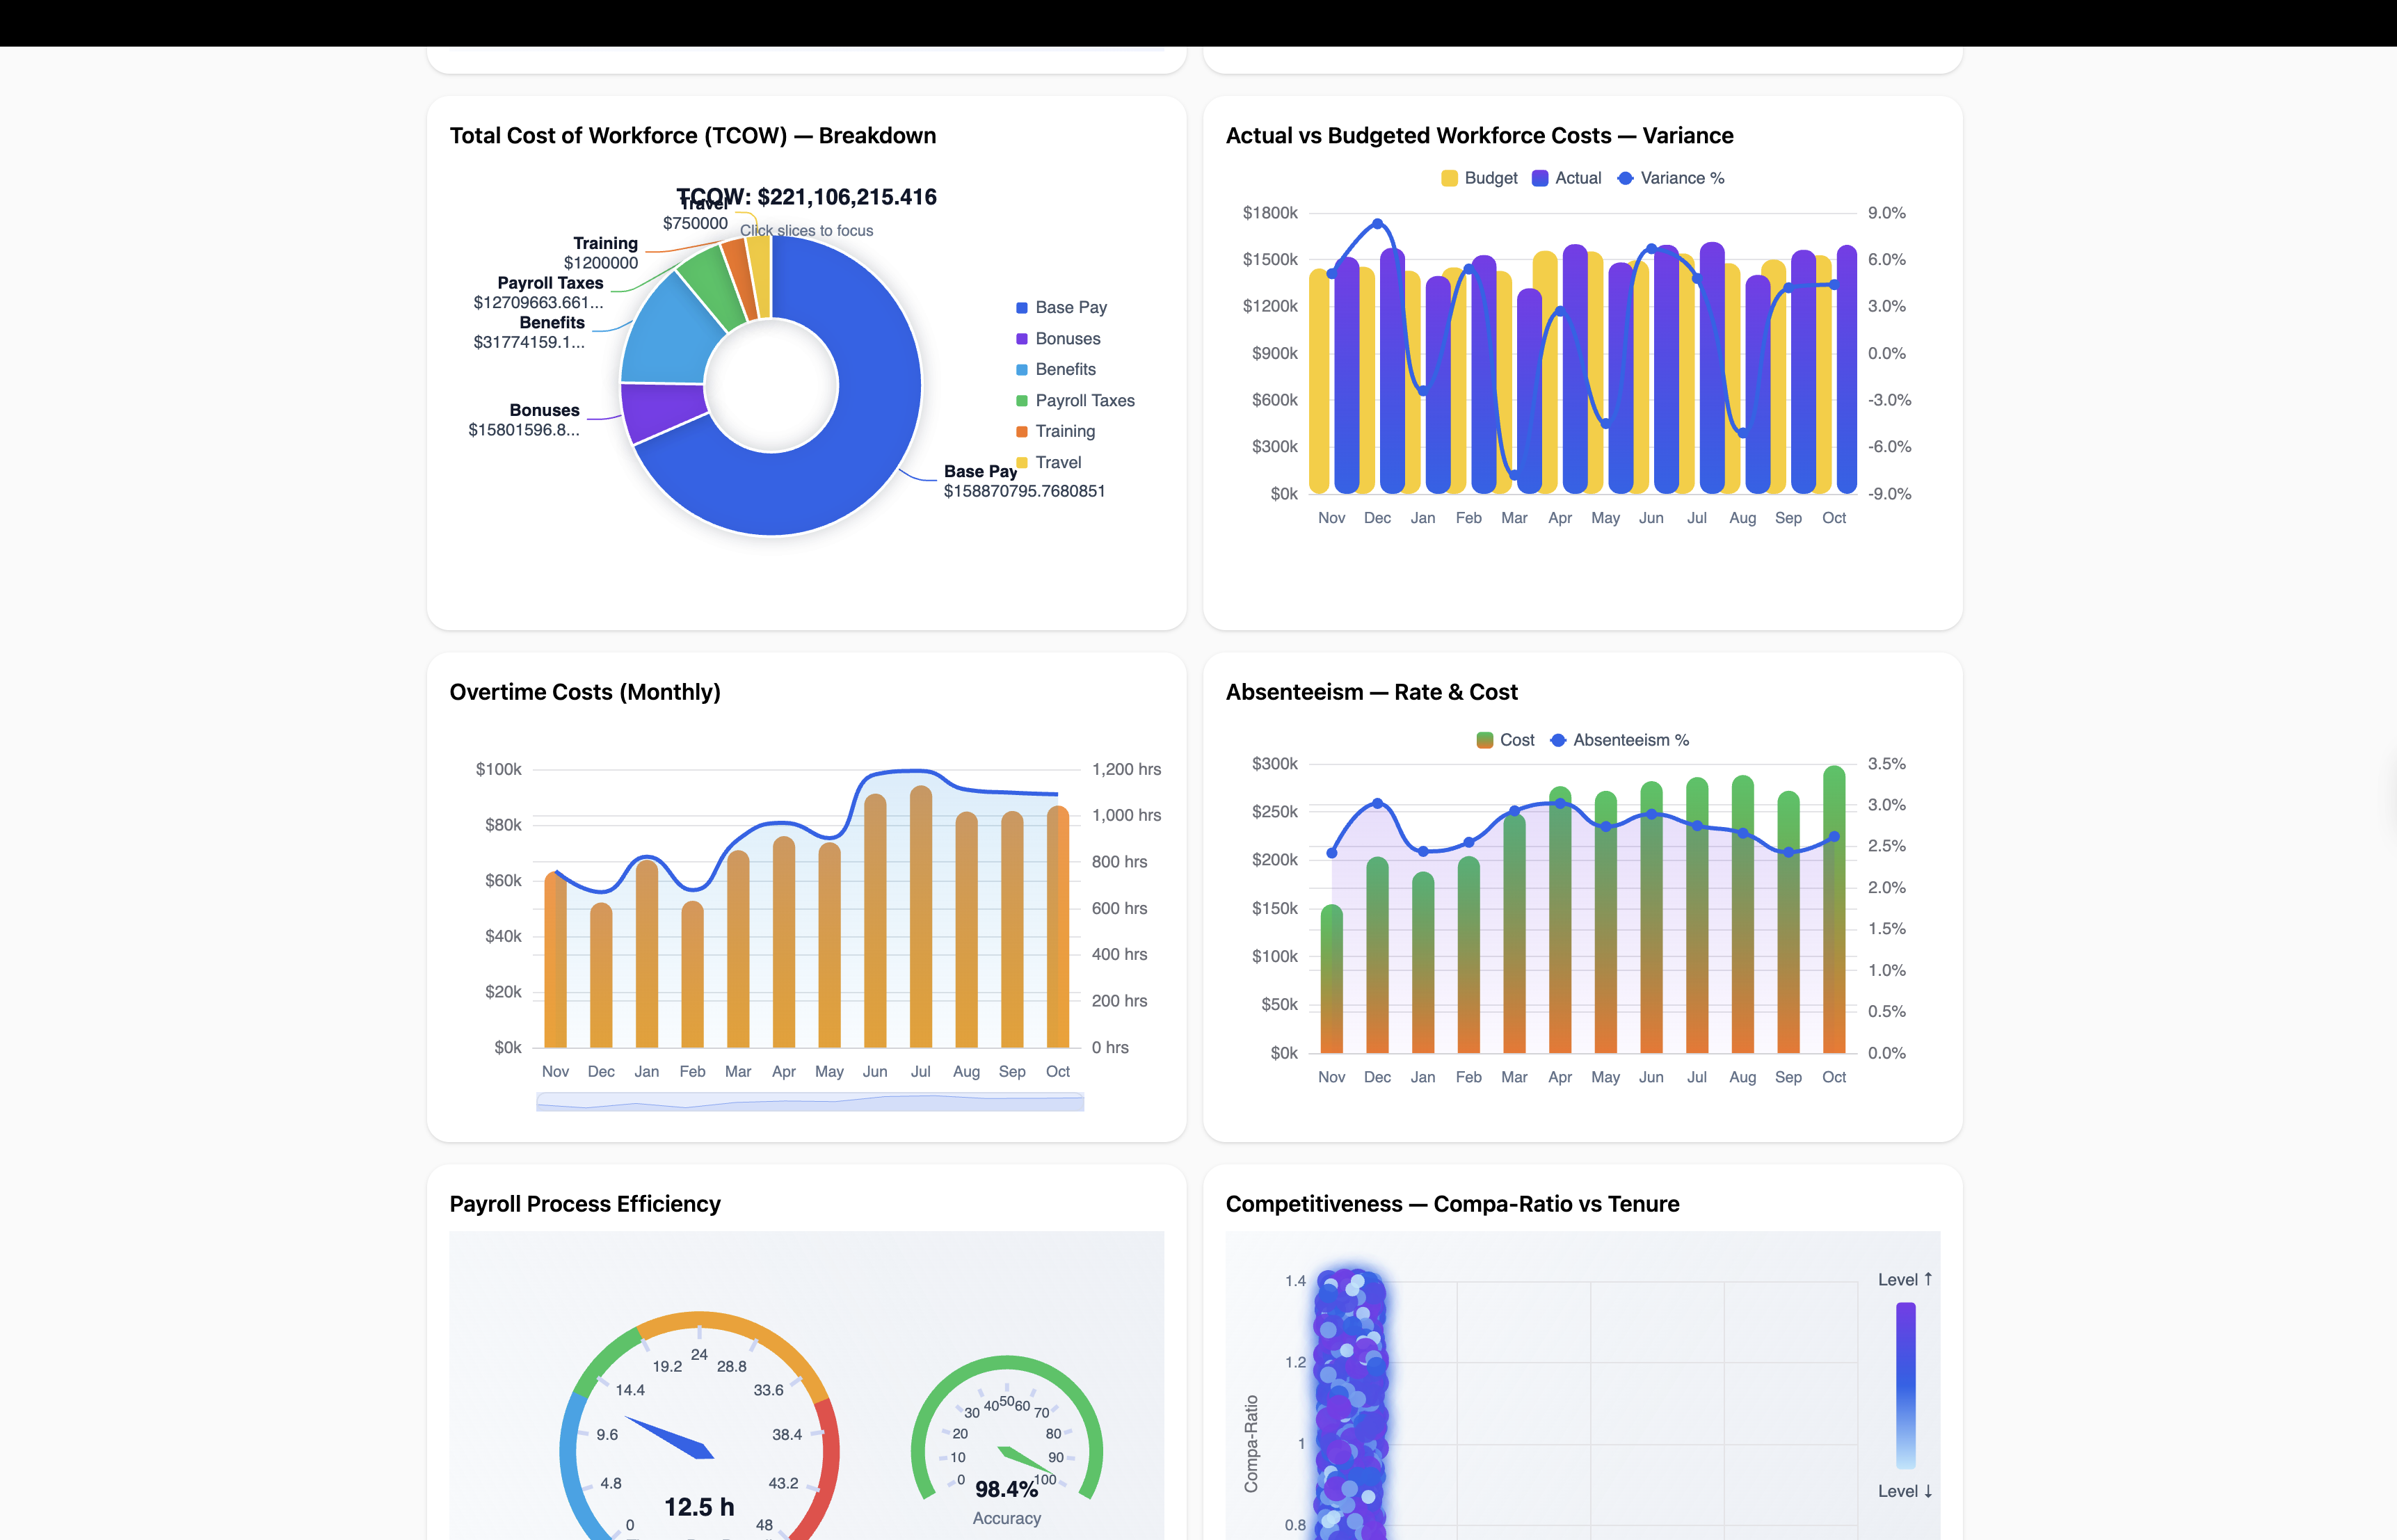 Total Cost of Workforce (TCOW) — Breakdown
TCOW: $221,106,215.416
Click slices to focus
Travel
$750000
Training
$1200000
Payroll Taxes
$12709663.661...
Benefits
$31774159.1...
Bonuses
$15801596.8...
Base Pay
$158870795.7680851
Base Pay
Bonuses
Benefits
Payroll Taxes
Training
Travel
Actual vs Budgeted Workforce Costs — Variance
Budget Actual Variance %
$1800k 9.0%
$1500k 6.0%
$1200k 3.0%
$900k 0.0%
$600k -3.0%
$300k -6.0%
$0k -9.0%
Nov Dec Jan Feb Mar Apr May Jun Jul Aug Sep Oct
Overtime Costs (Monthly)
$100k 1,200 hrs
1,000 hrs
$80k
800 hrs
$60k
600 hrs
$40k
400 hrs
$20k
200 hrs
$0k 0 hrs
Nov Dec Jan Feb Mar Apr May Jun Jul Aug Sep Oct
Absenteeism — Rate & Cost
Cost Absenteeism %
$300k 3.5%
$250k 3.0%
2.5%
$200k
2.0%
$150k
1.5%
$100k 1.0%
$50k 0.5%
$0k 0.0%
Nov Dec Jan Feb Mar Apr May Jun Jul Aug Sep Oct
Payroll Process Efficiency
0
4.8
9.6
14.4
19.2
24
28.8
33.6
38.4
43.2
48
12.5 h
0
10
20
30
40
50
60
70
80
90
100
98.4%
Accuracy
Competitiveness — Compa-Ratio vs Tenure
Compa-Ratio
1.4
1.2
1
0.8
Level ↑
Level ↓